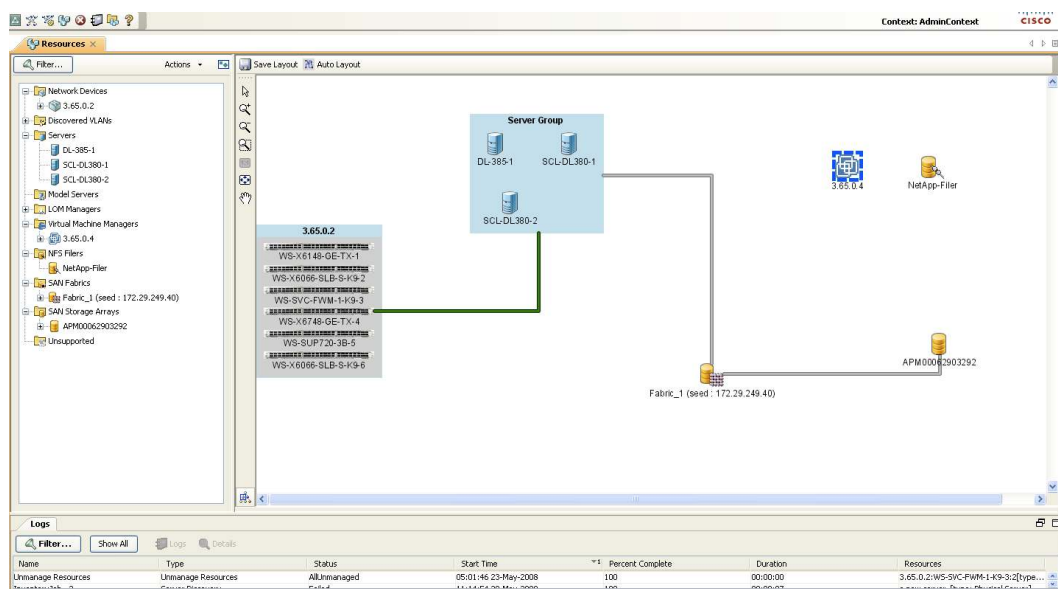 Context: AdminContext
CISCO
Resources ×
Filter...
Actions
Save Layout
Auto Layout
Network Devices
3.65.0.2
Discovered VLANs
Servers
DL-385-1
SCL-DL380-1
SCL-DL380-2
Model Servers
LOM Managers
Virtual Machine Managers
3.65.0.4
NFS Filers
NetApp-Filer
SAN Fabrics
Fabric_1 (seed : 172.29.249.40)
SAN Storage Arrays
APM00062903292
Unsupported
Server Group
DL-385-1
SCL-DL380-1
SCL-DL380-2
3.65.0.2
WS-X6148-GE-TX-1
WS-X6066-SLB-S-K9-2
WS-SVC-FWM-1-K9-3
WS-X6748-GE-TX-4
WS-SUP720-3B-5
WS-X6066-SLB-S-K9-6
3.65.0.4
NetApp-Filer
APM00062903292
Fabric_1 (seed : 172.29.249.40)
Logs
Filter...
Show All
Logs
Details
Name Type Status Start Time Percent Complete Duration Resources
Unmanage Resources Unmanage Resources AllUnmanaged 05:01:46 23-May-2008 100 00:00:00 3.65.0.2:WS-SVC-FWM-1-K9-3:2[type...